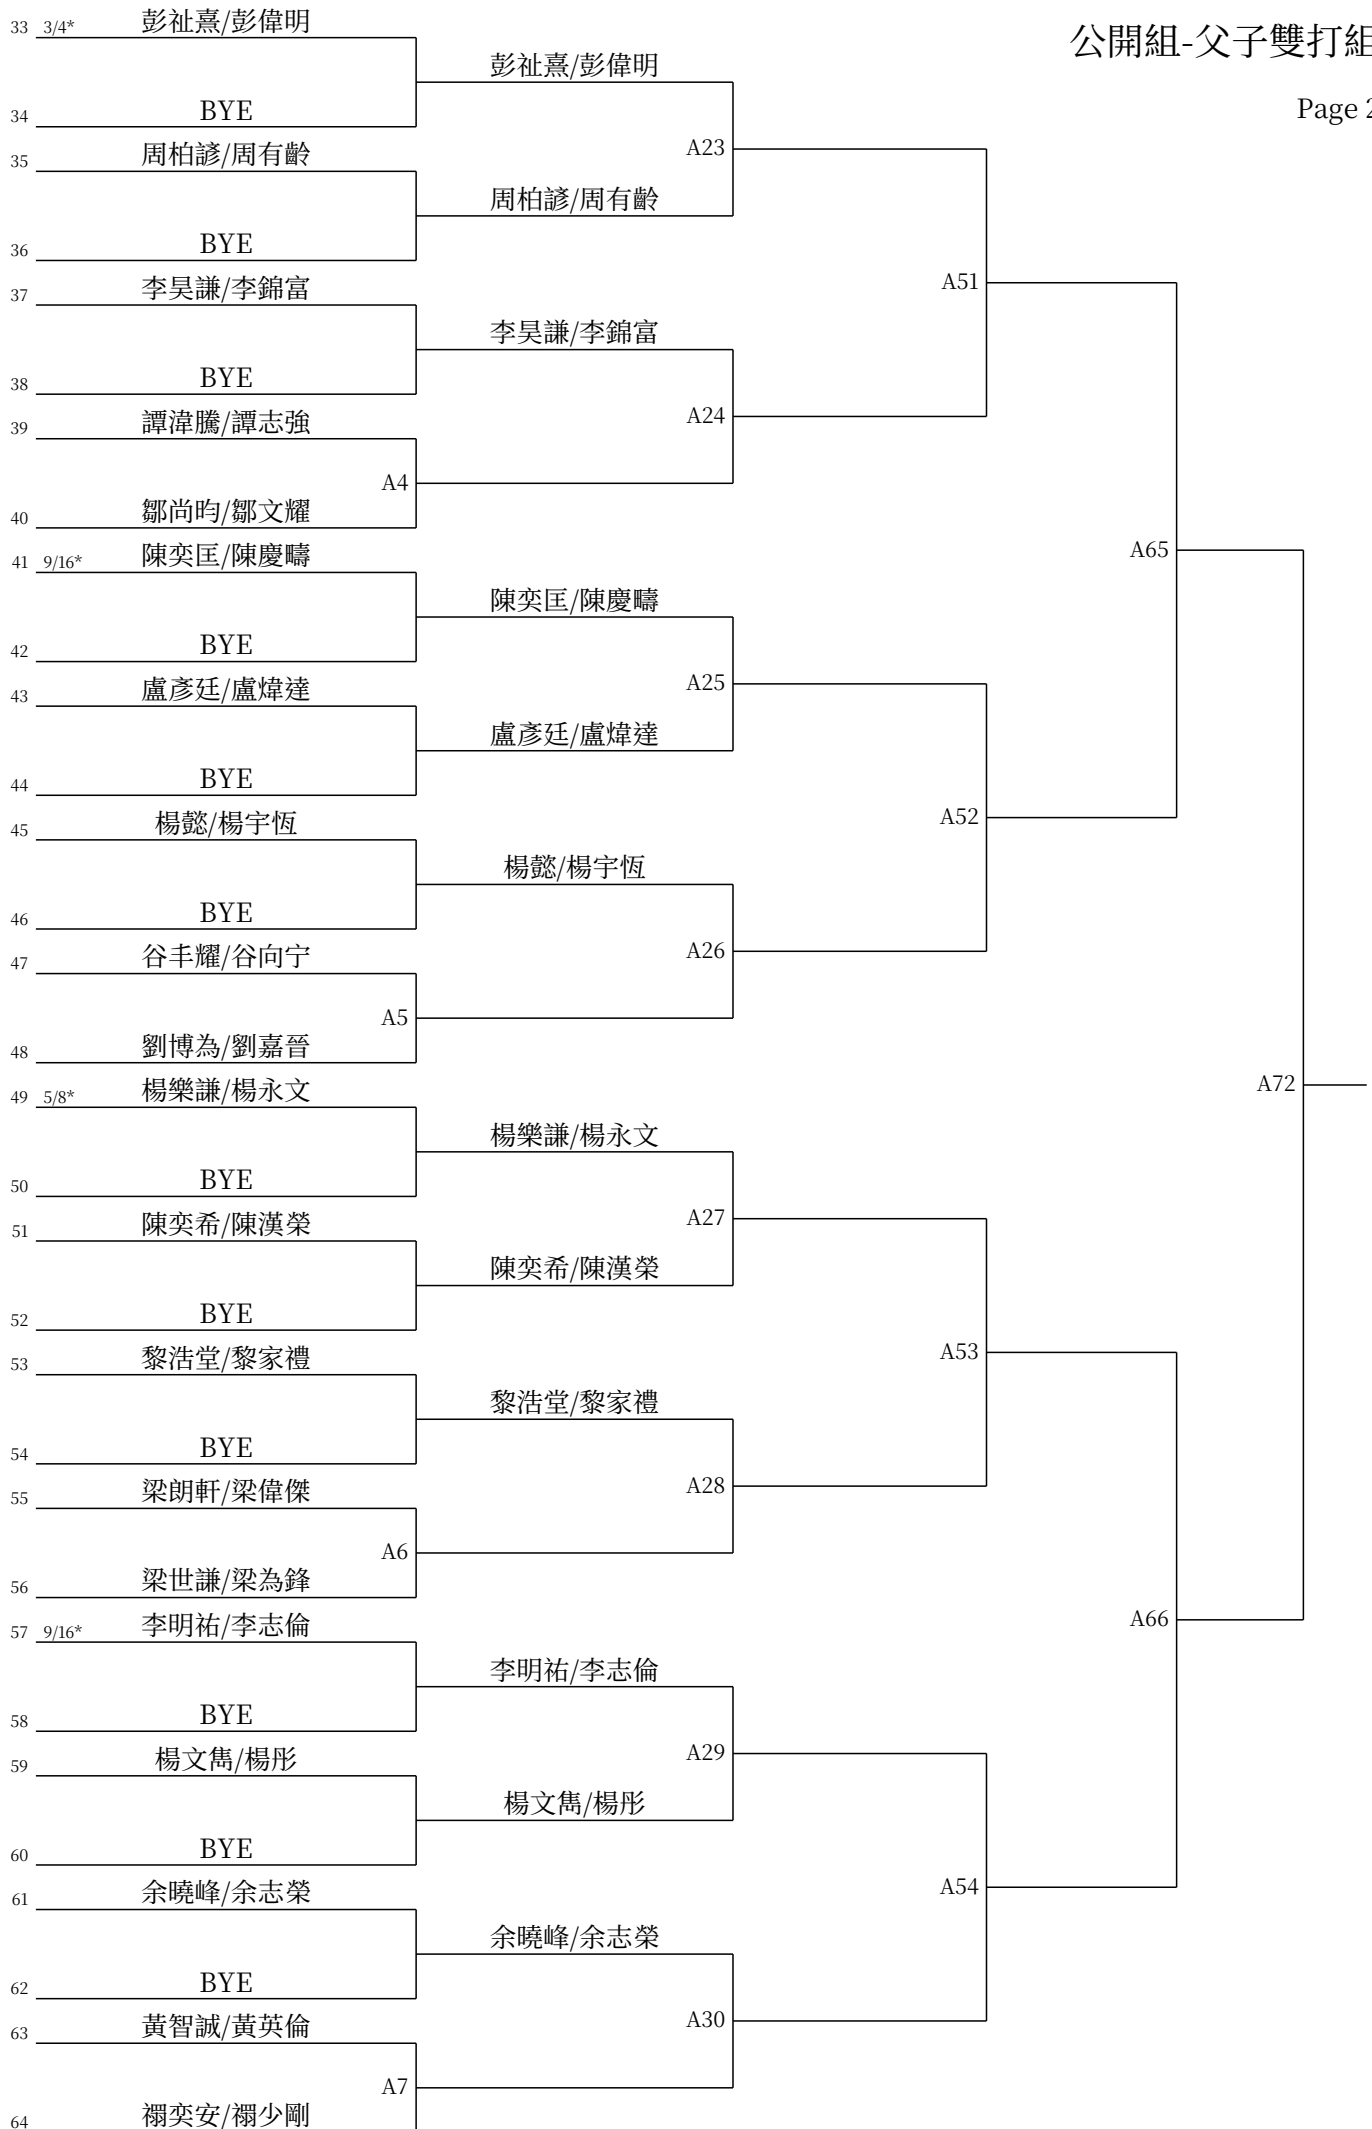 公開組-父子雙打組
Page 2
33 3/4* 彭祉熹/彭偉明
彭祉熹/彭偉明
34 BYE
A23
35 周柏諺/周有齡
周柏諺/周有齡
36 BYE
A51
37 李昊謙/李錦富
李昊謙/李錦富
38 BYE
A24
39 譚湋騰/譚志強
A4
40 鄒尚昀/鄒文耀
A65
41 9/16* 陳奕匡/陳慶疇
陳奕匡/陳慶疇
42 BYE
A25
43 盧彥廷/盧煒達
盧彥廷/盧煒達
44 BYE
A52
45 楊懿/楊宇恆
楊懿/楊宇恆
46 BYE
A26
47 谷丰耀/谷向宁
A5
48 劉博為/劉嘉晉
A72
49 5/8* 楊樂謙/楊永文
楊樂謙/楊永文
50 BYE
A27
51 陳奕希/陳漢榮
陳奕希/陳漢榮
52 BYE
A53
53 黎浩堂/黎家禮
黎浩堂/黎家禮
54 BYE
A28
55 梁朗軒/梁偉傑
A6
56 梁世謙/梁為鋒
A66
57 9/16* 李明祐/李志倫
李明祐/李志倫
58 BYE
A29
59 楊文雋/楊彤
楊文雋/楊彤
60 BYE
A54
61 余曉峰/余志榮
余曉峰/余志榮
62 BYE
A30
63 黃智誠/黃英倫
A7
64 禤奕安/禤少剛